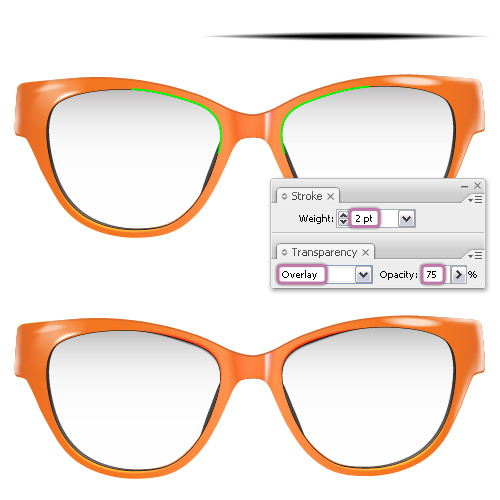 Stroke
Weight: 2 pt
Transparency
Overlay Opacity: 75 %